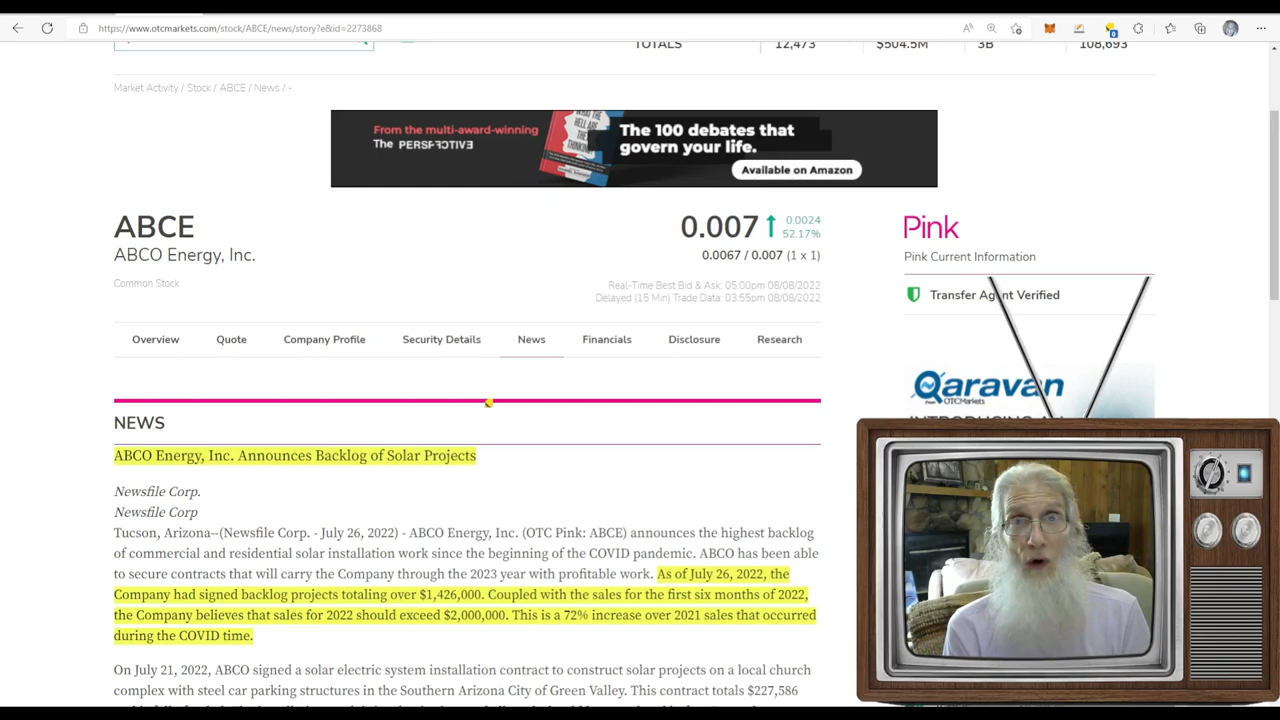 https://www.otcmarkets.com/stock/ABCE/news/story?e&id=2273868
0
TOTALS 12,473 $504.5M 3B 108,693
Market Activity / Stock / ABCE / News / -
From the multi-award-winning
The PERSPECTIVE
The 100 debates that
govern your life.
Available on Amazon
ABCE
ABCO Energy, Inc.
Common Stock
0.007 0.0024
52.17%
0.0067 / 0.007 (1 x 1)
Real-Time Best Bid & Ask: 05:00pm 08/08/2022
Delayed (15 Min) Trade Data: 03:55pm 08/08/2022
Pink
Pink Current Information
Transfer Agent Verified
Overview Quote Company Profile Security Details News Financials Disclosure Research
Qaravan
From OTCMarkets
NEWS
ABCO Energy, Inc. Announces Backlog of Solar Projects
Newsfile Corp.
Newsfile Corp
Tucson, Arizona--(Newsfile Corp. - July 26, 2022) - ABCO Energy, Inc. (OTC Pink: ABCE) announces the highest backlog
of commercial and residential solar installation work since the beginning of the COVID pandemic. ABCO has been able
to secure contracts that will carry the Company through the 2023 year with profitable work. As of July 26, 2022, the
Company had signed backlog projects totaling over $1,426,000. Coupled with the sales for the first six months of 2022,
the Company believes that sales for 2022 should exceed $2,000,000. This is a 72% increase over 2021 sales that occurred
during the COVID time.
On July 21, 2022, ABCO signed a solar electric system installation contract to construct solar projects on a local church
complex with steel car parking structures in the Southern Arizona City of Green Valley. This contract totals $227,586